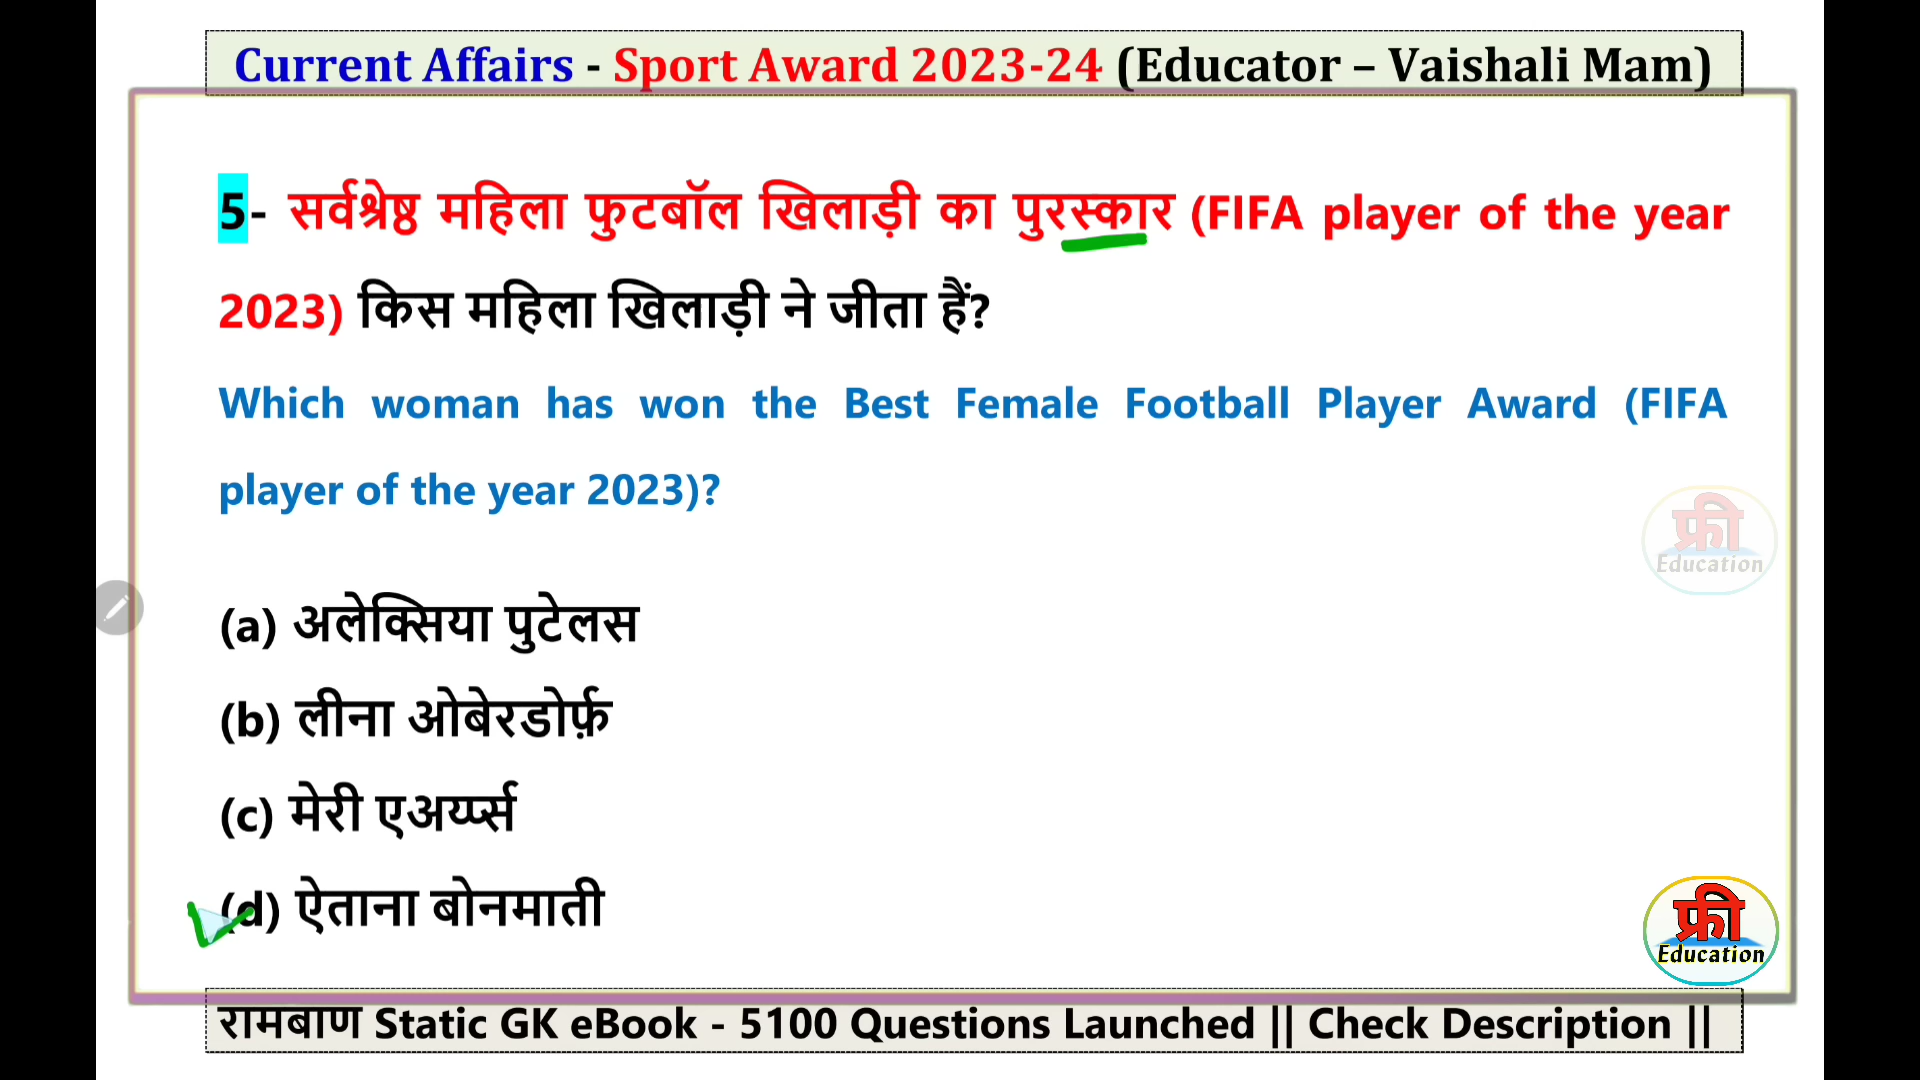 Current Affairs - Sport Award 2023-24 (Educator – Vaishali Mam)
5- सर्वश्रेष्ठ महिला फुटबॉल खिलाड़ी का पुरस्कार (FIFA player of the year
2023) किस महिला खिलाड़ी ने जीता हैं?
Which woman has won the Best Female Football Player Award (FIFA
player of the year 2023)?
फ्री
Education
(a) अलेक्सिया पुटेलस
(b) लीना ओबेरडोर्फ़
(c) मेरी एअर्य्प्स
(d) ऐताना बोनमाती
फ्री
Education
रामबाण Static GK eBook - 5100 Questions Launched || Check Description ||